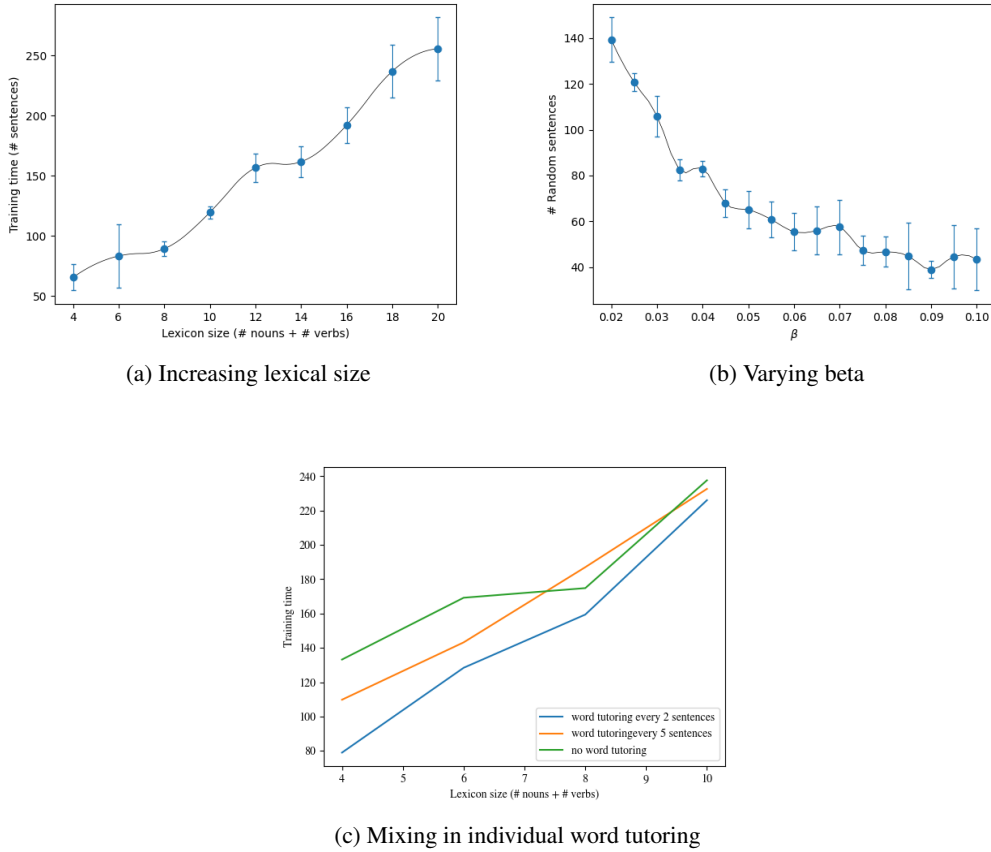 250
200
150
100
50
Training time (# sentences)
4 6 8 10 12 14 16 18 20
Lexicon size (# nouns + # verbs)
(a) Increasing lexical size
140
120
100
80
60
40
# Random sentences
0.02 0.03 0.04 0.05 0.06 0.07 0.08 0.09 0.10
β
(b) Varying beta
240
220
200
180
160
140
120
100
80
Training time
word tutoring every 2 sentences
word tutoringevery 5 sentences
no word tutoring
4 5 6 7 8 9 10
Lexicon size (# nouns + # verbs)
(c) Mixing in individual word tutoring